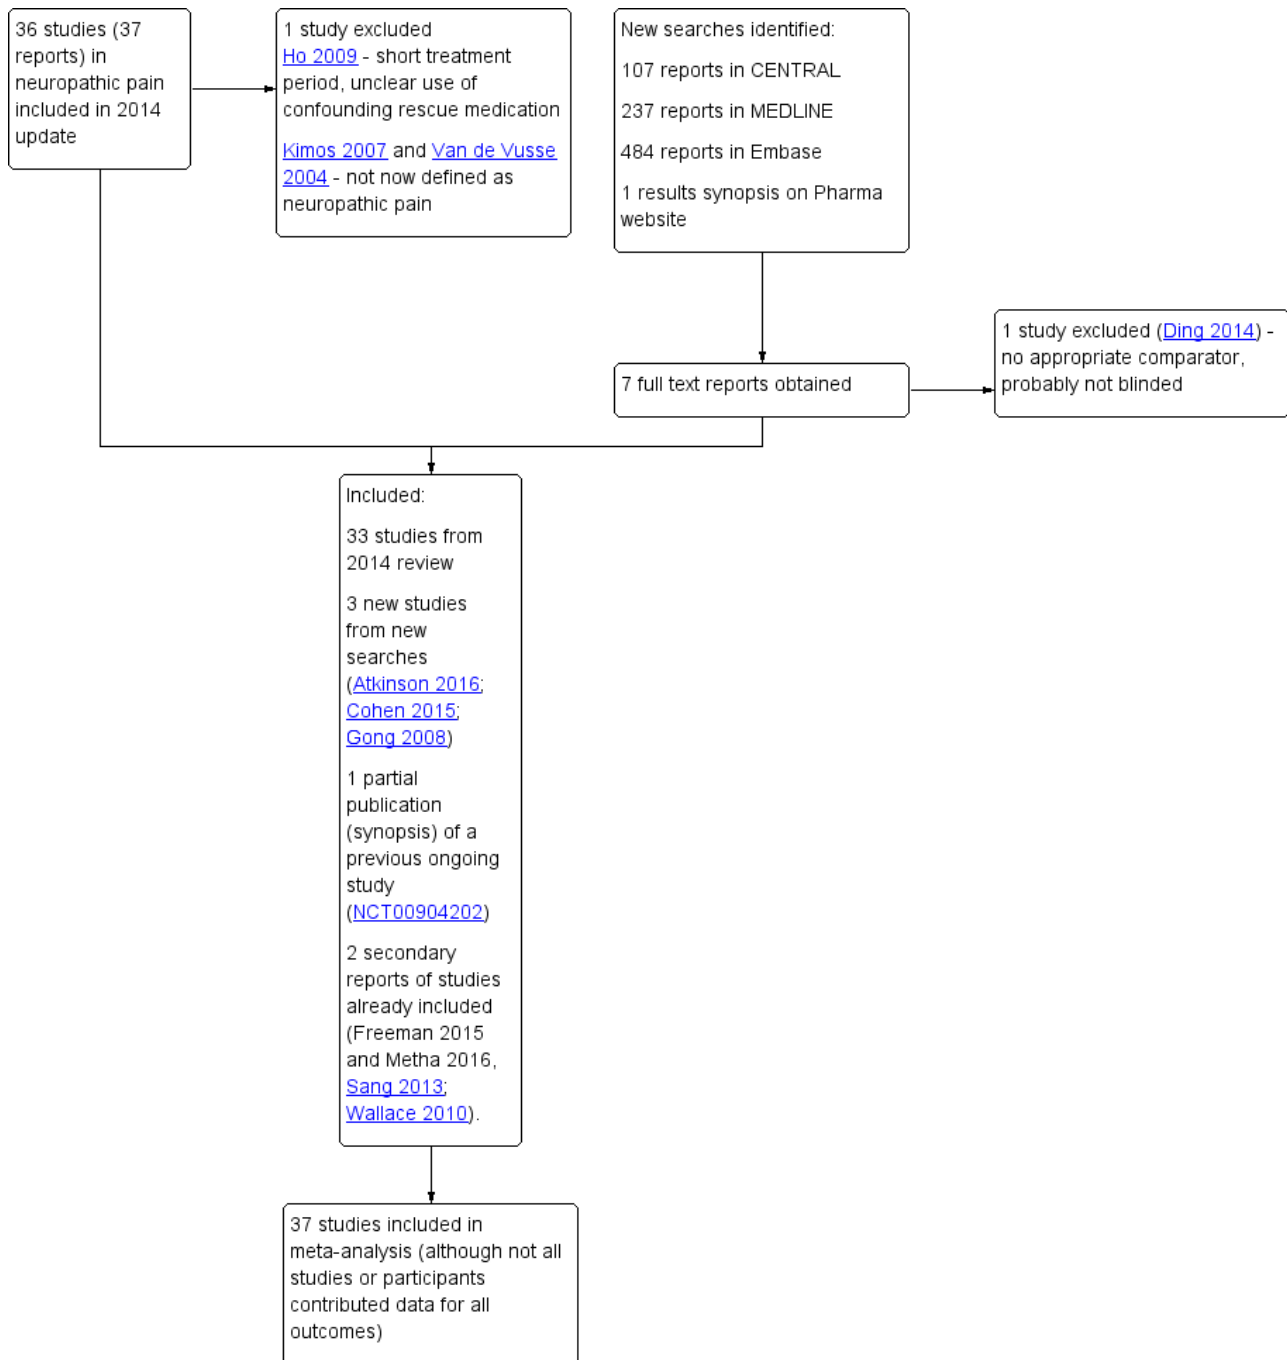 36 studies (37
reports) in
neuropathic pain
included in 2014
update
1 study excluded
Ho 2009 - short treatment
period, unclear use of
confounding rescue medication
Kimos 2007 and Van de Vusse
2004 - not now defined as
neuropathic pain
New searches identified:
107 reports in CENTRAL
237 reports in MEDLINE
484 reports in Embase
1 results synopsis on Pharma
website
7 full text reports obtained
1 study excluded (Ding 2014) -
no appropriate comparator,
probably not blinded
Included:
33 studies from
2014 review
3 new studies
from new
searches
(Atkinson 2016;
Cohen 2015;
Gong 2008)
1 partial
publication
(synopsis) of a
previous ongoing
study
(NCT00904202)
2 secondary
reports of studies
already included
(Freeman 2015
and Metha 2016,
Sang 2013;
Wallace 2010).
37 studies included in
meta-analysis (although not all
studies or participants
contributed data for all
outcomes)